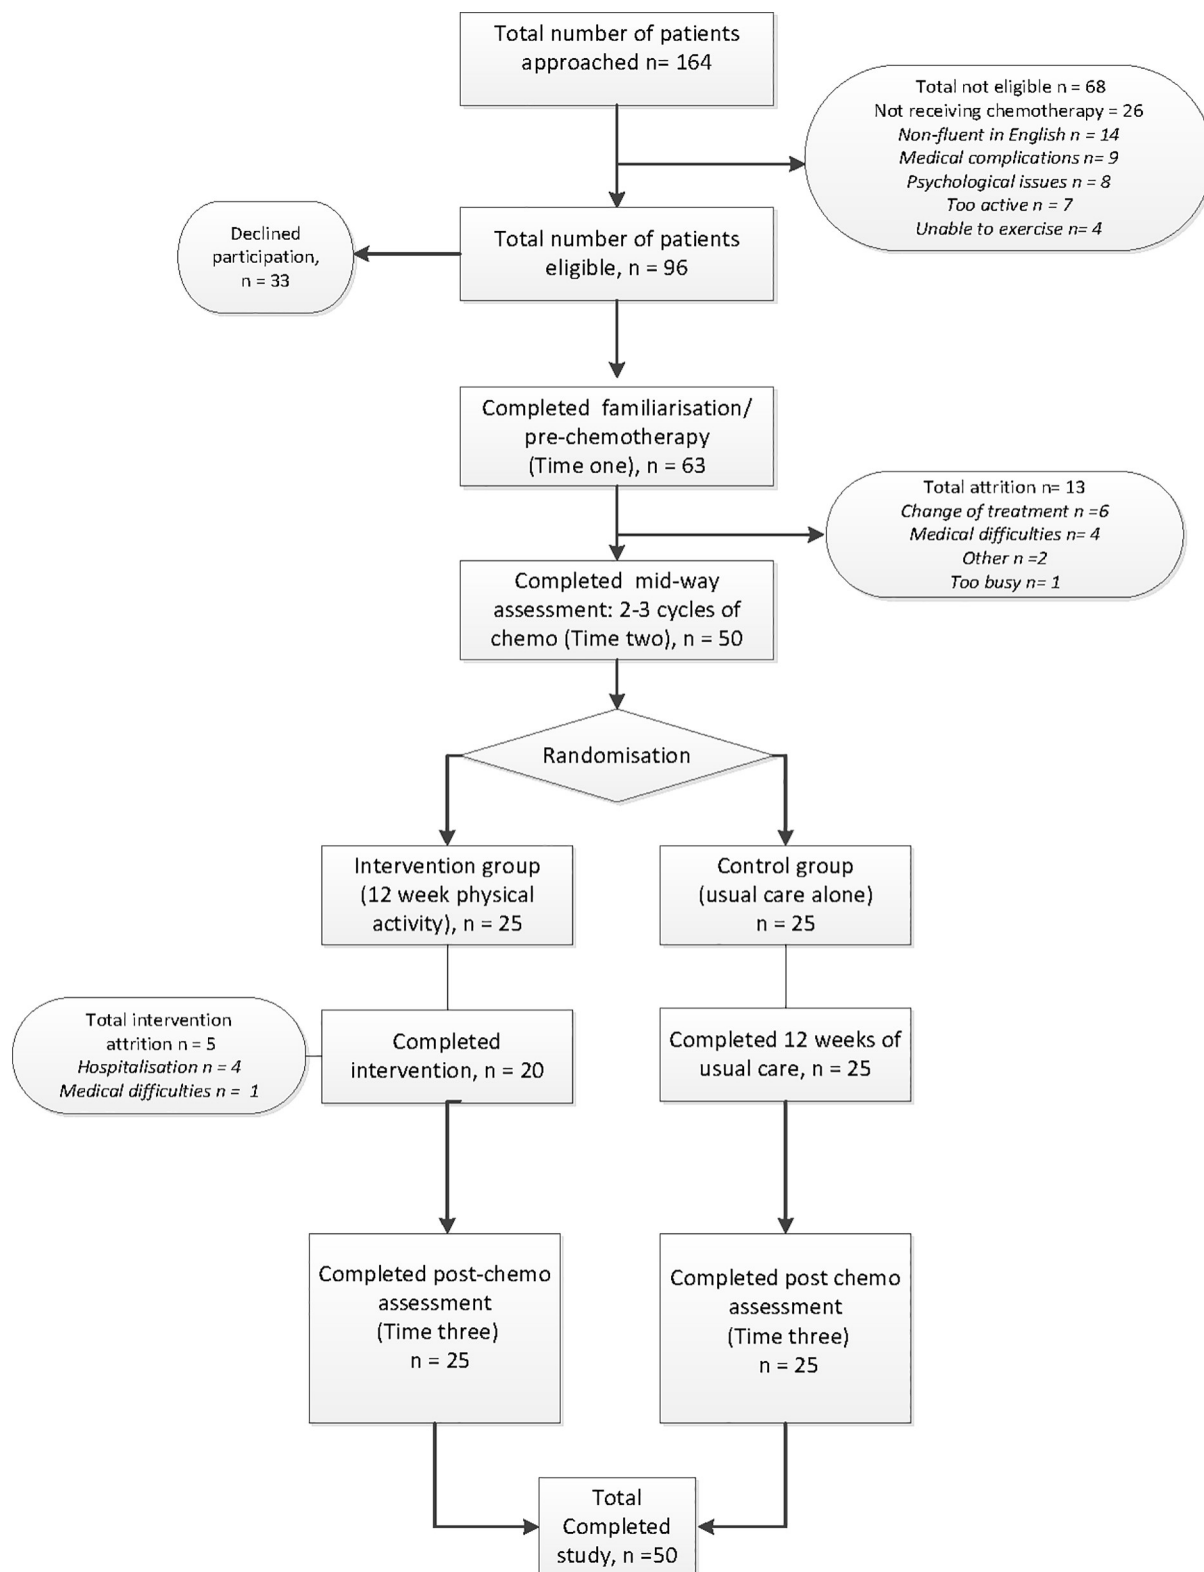 Total number of patients
approached n= 164
Total not eligible n = 68
Not receiving chemotherapy = 26
Non-fluent in English n = 14
Medical complications n= 9
Psychological issues n = 8
Too active n = 7
Unable to exercise n= 4
Total number of patients
eligible, n = 96
Declined
participation,
n = 33
Completed familiarisation/
pre-chemotherapy
(Time one), n = 63
Total attrition n= 13
Change of treatment n =6
Medical difficulties n= 4
Other n =2
Too busy n= 1
Completed mid-way
assessment: 2-3 cycles of
chemo (Time two), n = 50
Randomisation
Intervention group
(12 week physical
activity), n = 25
Control group
(usual care alone)
n = 25
Total intervention
attrition n = 5
Hospitalisation n = 4
Medical difficulties n = 1
Completed
intervention, n = 20
Completed 12 weeks of
usual care, n = 25
Completed post-chemo
assessment
(Time three)
n = 25
Completed post chemo
assessment
(Time three)
n = 25
Total
Completed
study, n =50